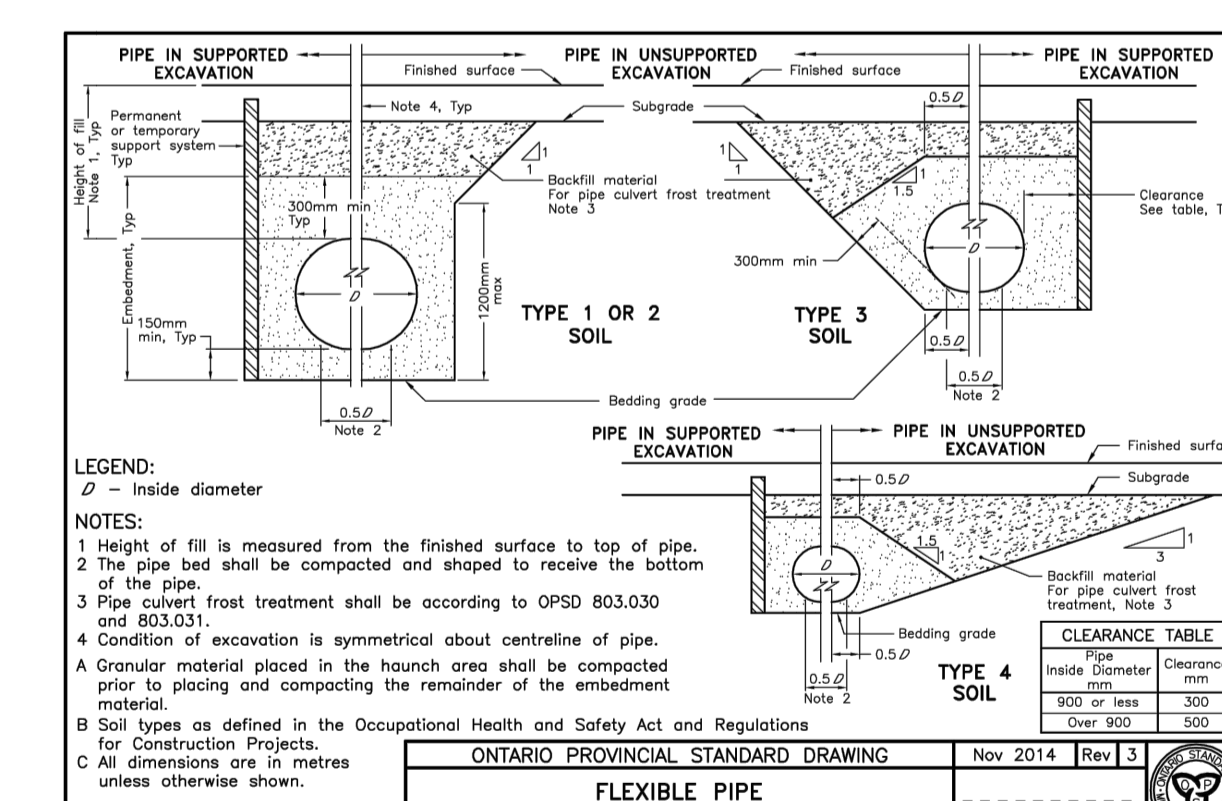 PIPE IN SUPPORTED
EXCAVATION
PIPE IN UNSUPPORTED
EXCAVATION
PIPE IN SUPPORTED
EXCAVATION
Finished surface
Finished surface
Note 4, Typ
Subgrade
0.5D
Height of fill
Note 1, Typ
Permanent
or temporary
support system
Typ
1
1
1
1
Backfill material
For pipe culvert frost treatment
Note 3
1
1.5
Clearance
See table, T
300mm min
Typ
Embedment, Typ
D
D
300mm min
1200mm
max
150mm
min, Typ
TYPE 1 OR 2
SOIL
TYPE 3
SOIL
0.5D
0.5D
Note 2
0.5D
Note 2
Bedding grade
PIPE IN SUPPORTED
EXCAVATION
PIPE IN UNSUPPORTED
EXCAVATION
Finished surfa
Subgrade
0.5D
1.5
1
1
3
D
Backfill material
For pipe culvert frost
treatment, Note 3
Bedding grade
0.5D
0.5D
Note 2
TYPE 4
SOIL
CLEARANCE TABLE
Pipe
Inside Diameter
mm
Clearanc
mm
900 or less 300
Over 900 500
LEGEND:
D – Inside diameter
NOTES:
1 Height of fill is measured from the finished surface to top of pipe.
2 The pipe bed shall be compacted and shaped to receive the bottom
of the pipe.
3 Pipe culvert frost treatment shall be according to OPSD 803.030
and 803.031.
4 Condition of excavation is symmetrical about centreline of pipe.
A Granular material placed in the haunch area shall be compacted
prior to placing and compacting the remainder of the embedment
material.
B Soil types as defined in the Occupational Health and Safety Act and Regulations
for Construction Projects.
C All dimensions are in metres
unless otherwise shown.
ONTARIO PROVINCIAL STANDARD DRAWING
Nov 2014 Rev 3
FLEXIBLE PIPE
ONTARIO STAND
O P